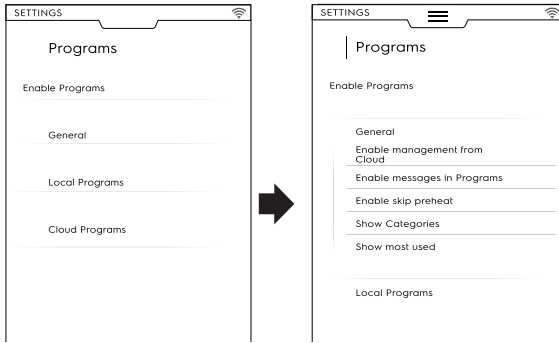 SETTINGS
Programs
Enable Programs
General
Local Programs
Cloud Programs
SETTINGS
Programs
Enable Programs
General
Enable management from
Cloud
Enable messages in Programs
Enable skip preheat
Show Categories
Show most used
Local Programs